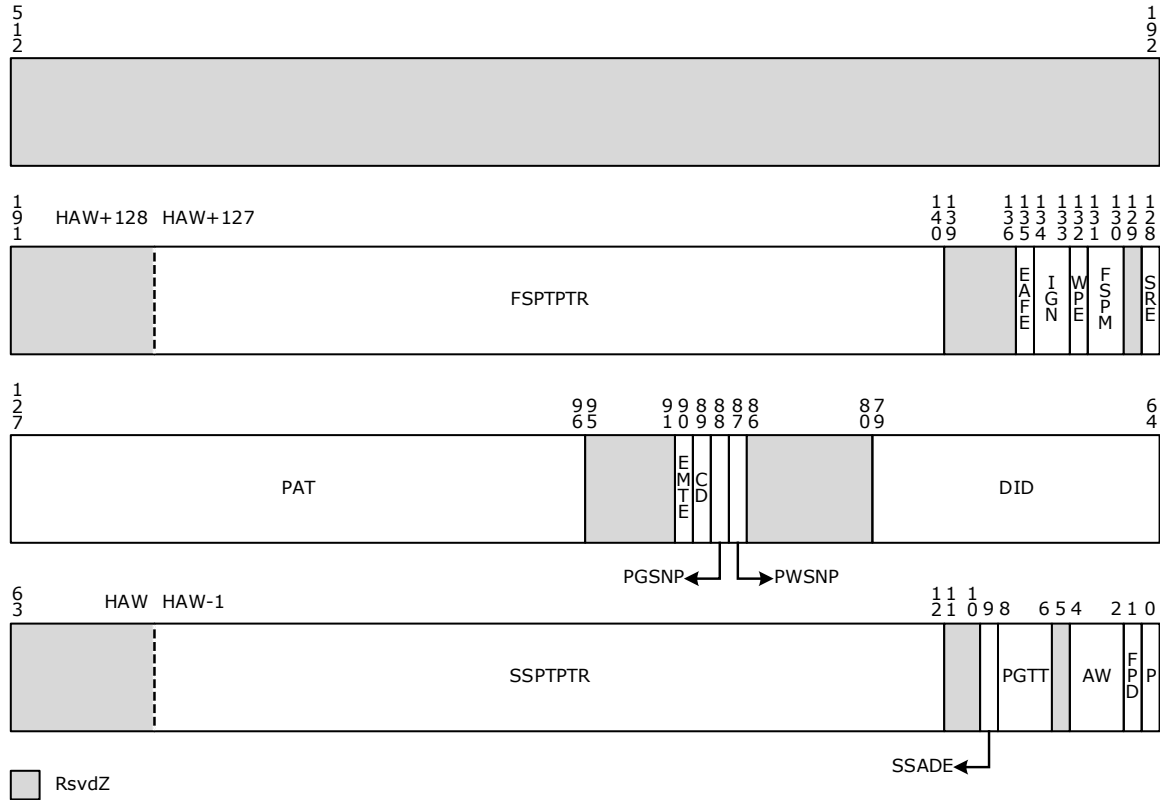 512 192
191 HAW+128 HAW+127 140 139 136 135 134 133 132 131 130 129 128
FSPTPTR EAFE IGN WPE FSPM SRE
127 96 95 91 90 89 88 87 86 80 79 64
PAT EMTE CD DID
PGSNP PWSNP
63 HAW HAW-1 12 11 10 9 8 6 5 4 2 1 0
SSPTPTR PGTT AW FPD P
SSADE
RsvdZ